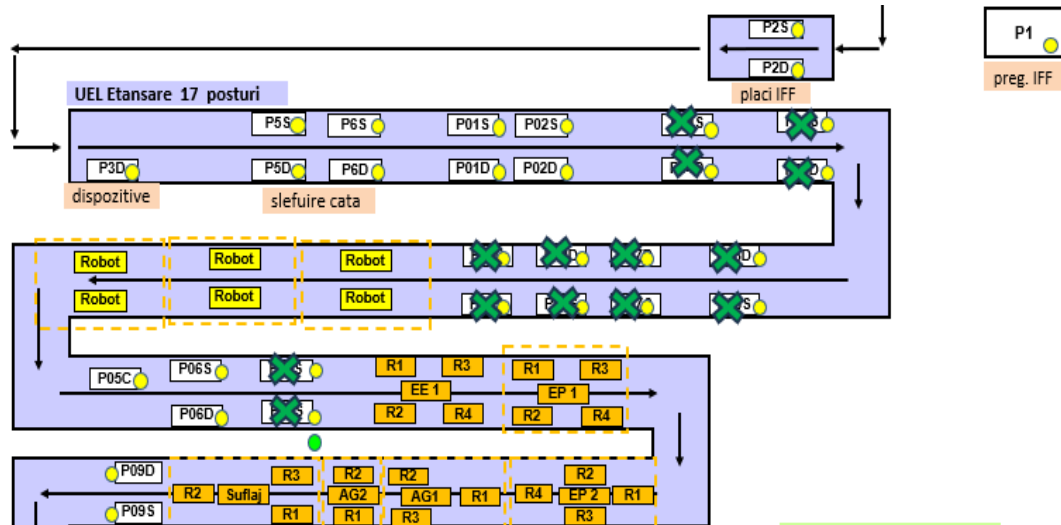 P2S
P1
P2D
placi IFF
preg. IFF
UEL Etansare 17 posturi
P5S P6S P01S P02S
P3D P5D P6D P01D P02D
dispozitive
slefuire cata
Robot Robot Robot
Robot Robot Robot
P05C P06S R1 R3 R1 R3
EE 1 EP 1
P06D R2 R4 R2 R4
P09D R3 R2 R2 R2
R2 Suflaj AG2 AG1 R1 R4 EP 2 R1
P09S R1 R1 R3 R3